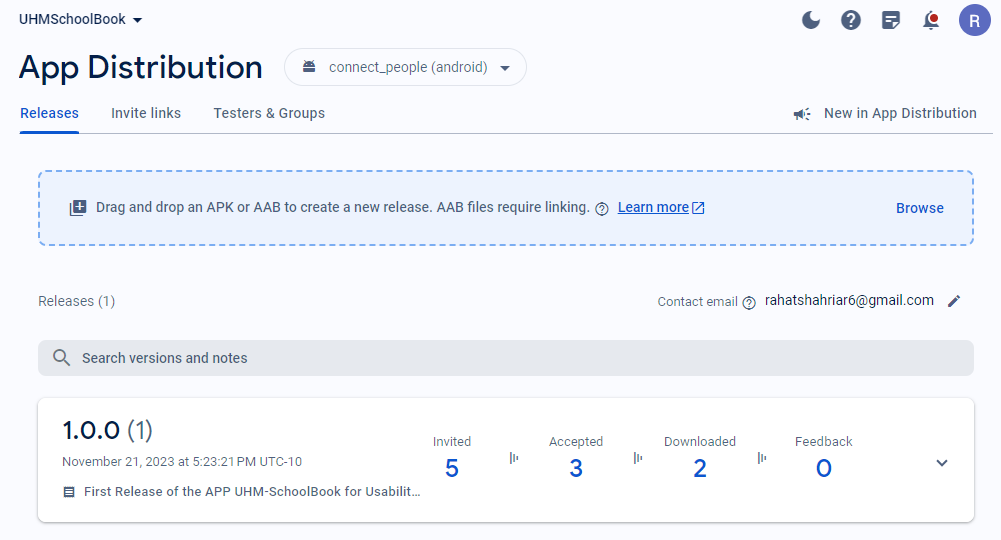 UHMSchoolBook
R
App Distribution
connect_people (android)
Releases Invite links Testers & Groups New in App Distribution
Drag and drop an APK or AAB to create a new release. AAB files require linking. Learn more Browse
Releases (1) Contact email rahatshahriar6@gmail.com
Search versions and notes
1.0.0 (1)
November 21, 2023 at 5:23:21 PM UTC-10
First Release of the APP UHM-SchoolBook for Usabilit...
Invited Accepted Downloaded Feedback
5 3 2 0